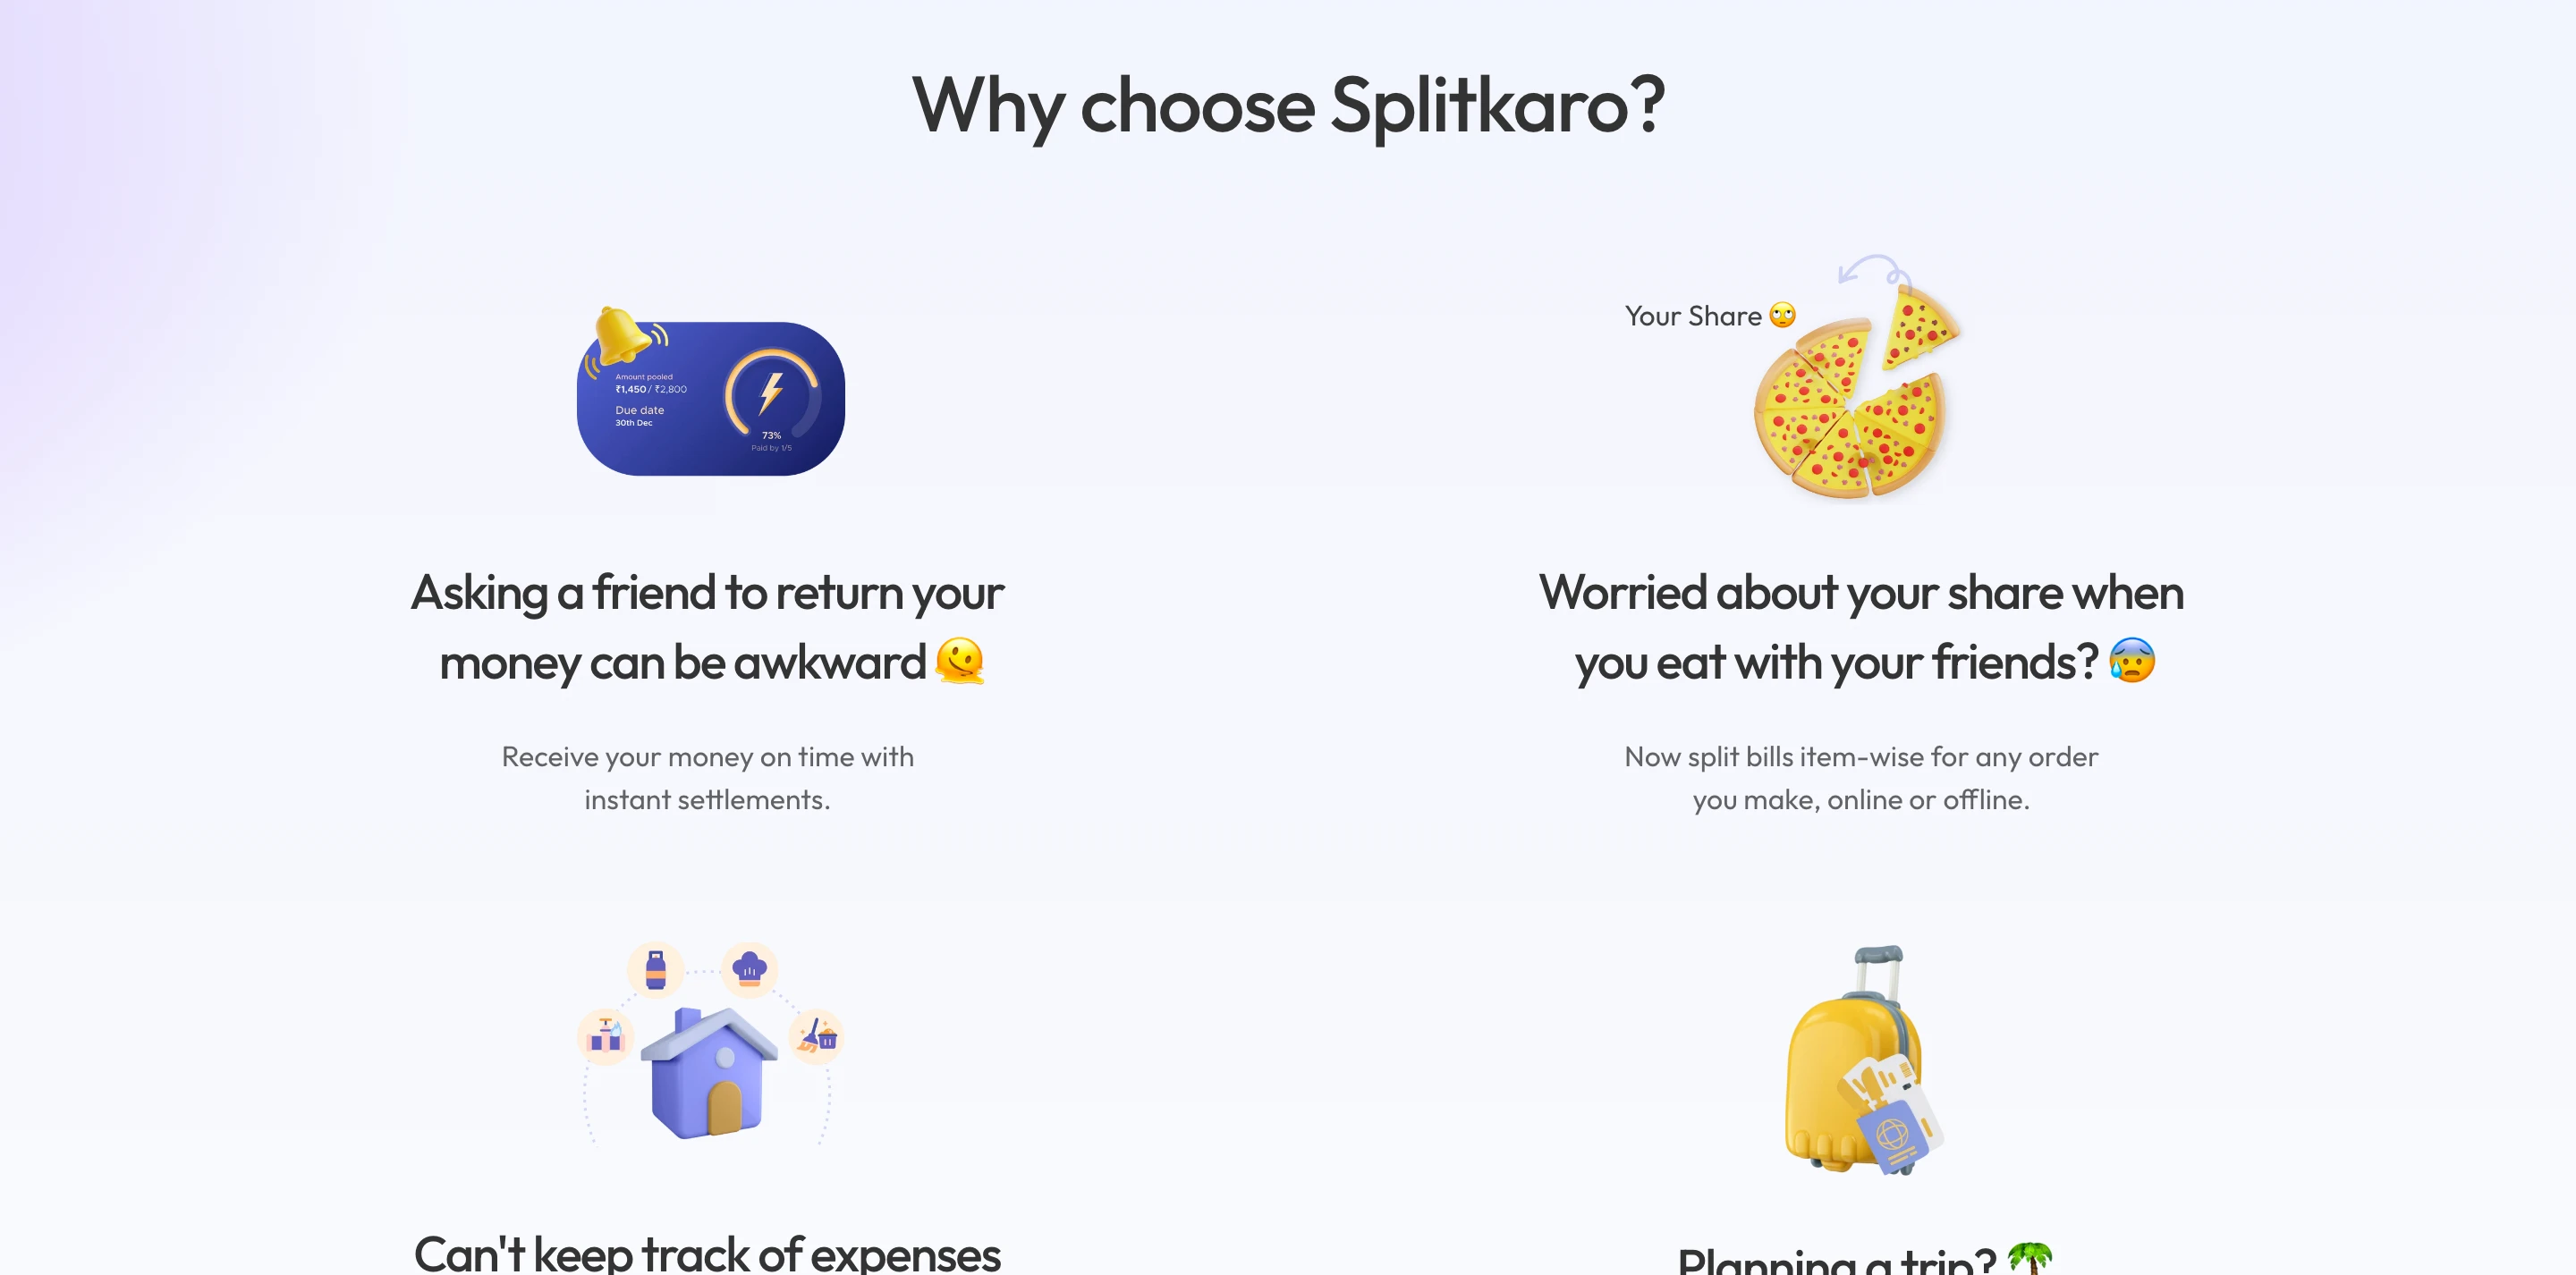 Why choose Splitkaro?
Amount pooled
₹1,450 / ₹2,800
Due date
30th Dec
73%
Paid by 1/5
Your Share 🙄
Asking a friend to return your
money can be awkward 🫠
Receive your money on time with
instant settlements.
Worried about your share when
you eat with your friends? 😰
Now split bills item-wise for any order
you make, online or offline.
Can't keep track of expenses
Planning a trip? 🌴